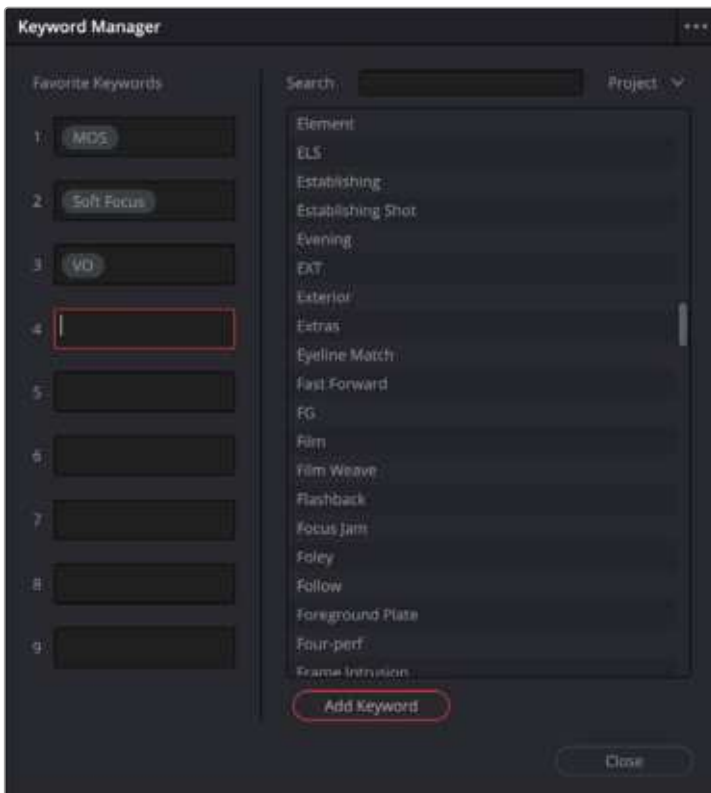 Keyword Manager
Favorite Keywords
1 MOS
2 Soft Focus
3 VO
4
5
6
7
8
9
Search
Project
Element
ELS
Establishing
Establishing Shot
Evening
EXT
Exterior
Extras
Eyeline Match
Fast Forward
FG
Film
Film Weave
Flashback
Focus Jam
Foley
Follow
Foreground Plate
Four-perf
Frame Intrusion
Add Keyword
Close